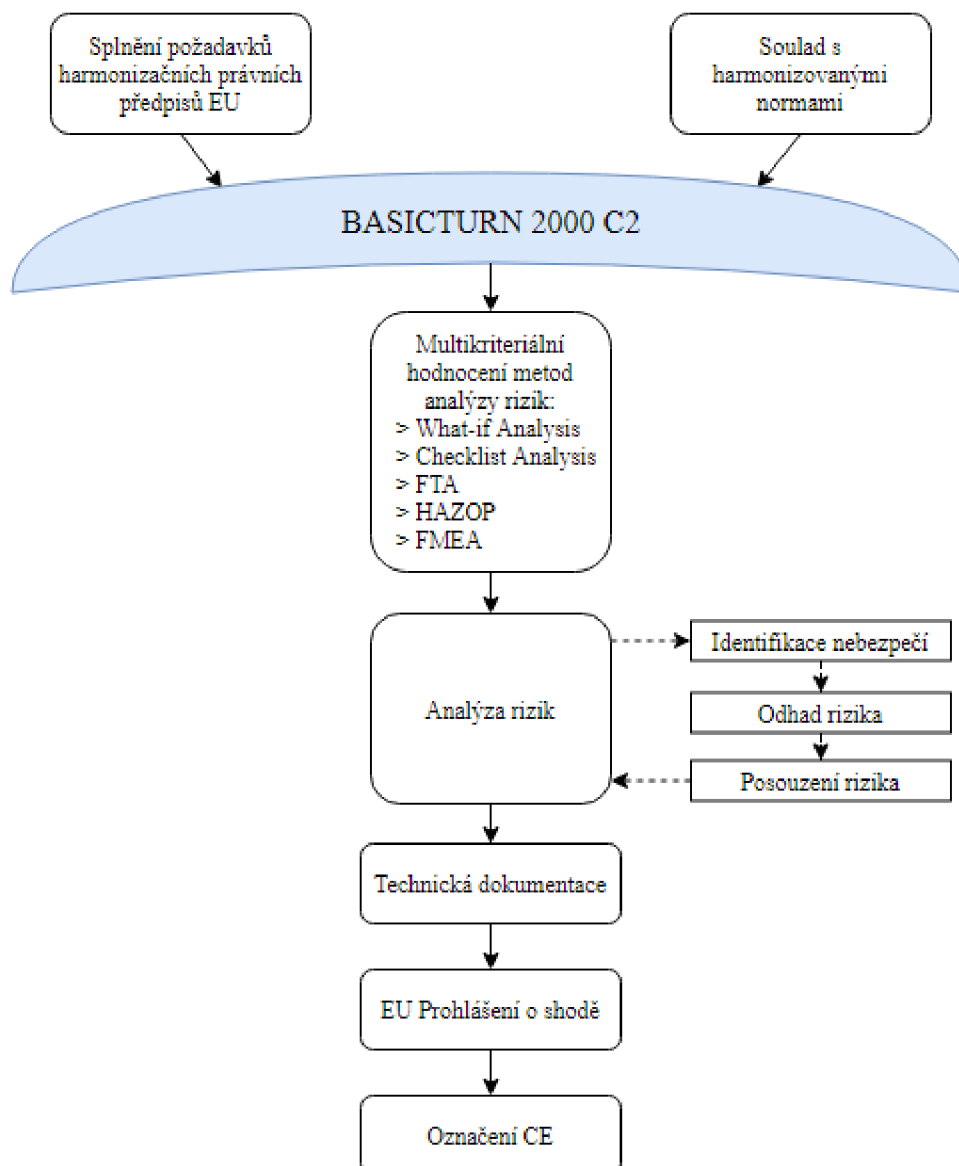 Splnění požadavků
harmonizačních právních
předpisů EU
Soulad s
harmonizovanými
normami
BASICTURN 2000 C2
Multikriteriální
hodnocení metod
analýzy rizik:
> What-if Analysis
> Checklist Analysis
> FTA
> HAZOP
> FMEA
Analýza rizik
Identifikace nebezpečí
Odhad rizika
Posouzení rizika
Technická dokumentace
EU Prohlášení o shodě
Označení CE